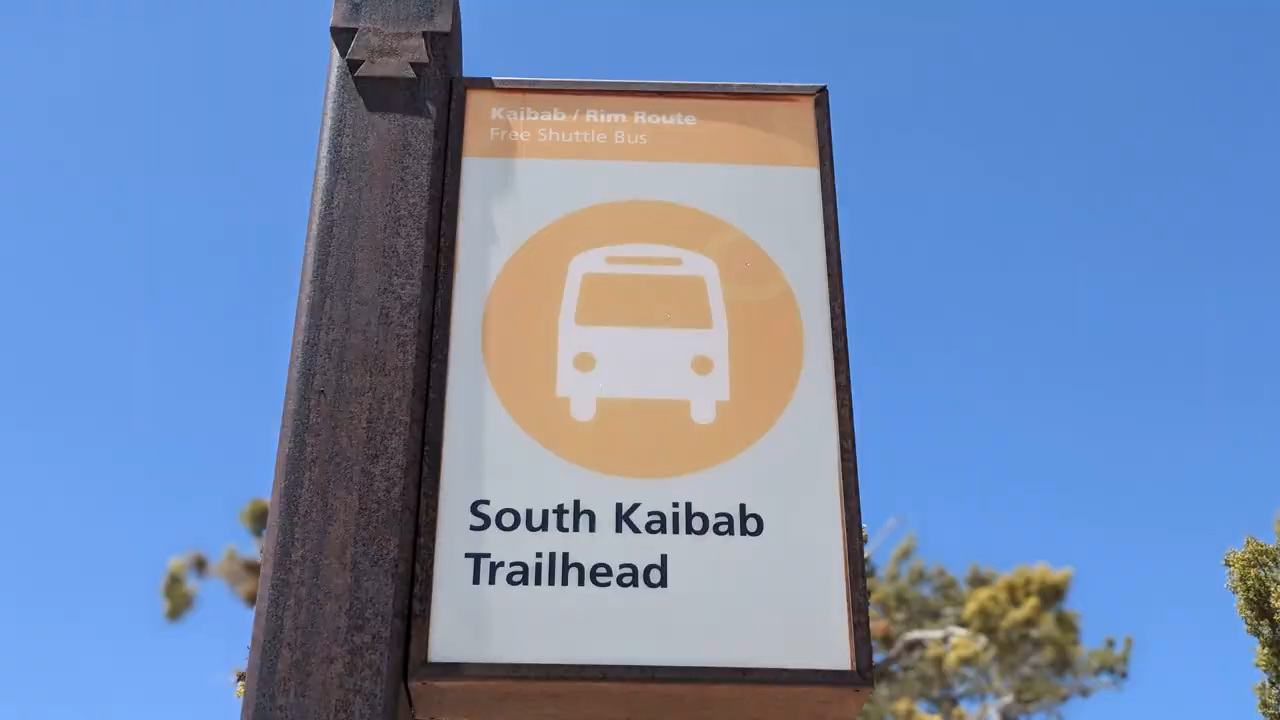 Kaibab / Rim Route
Free Shuttle Bus
South Kaibab
Trailhead